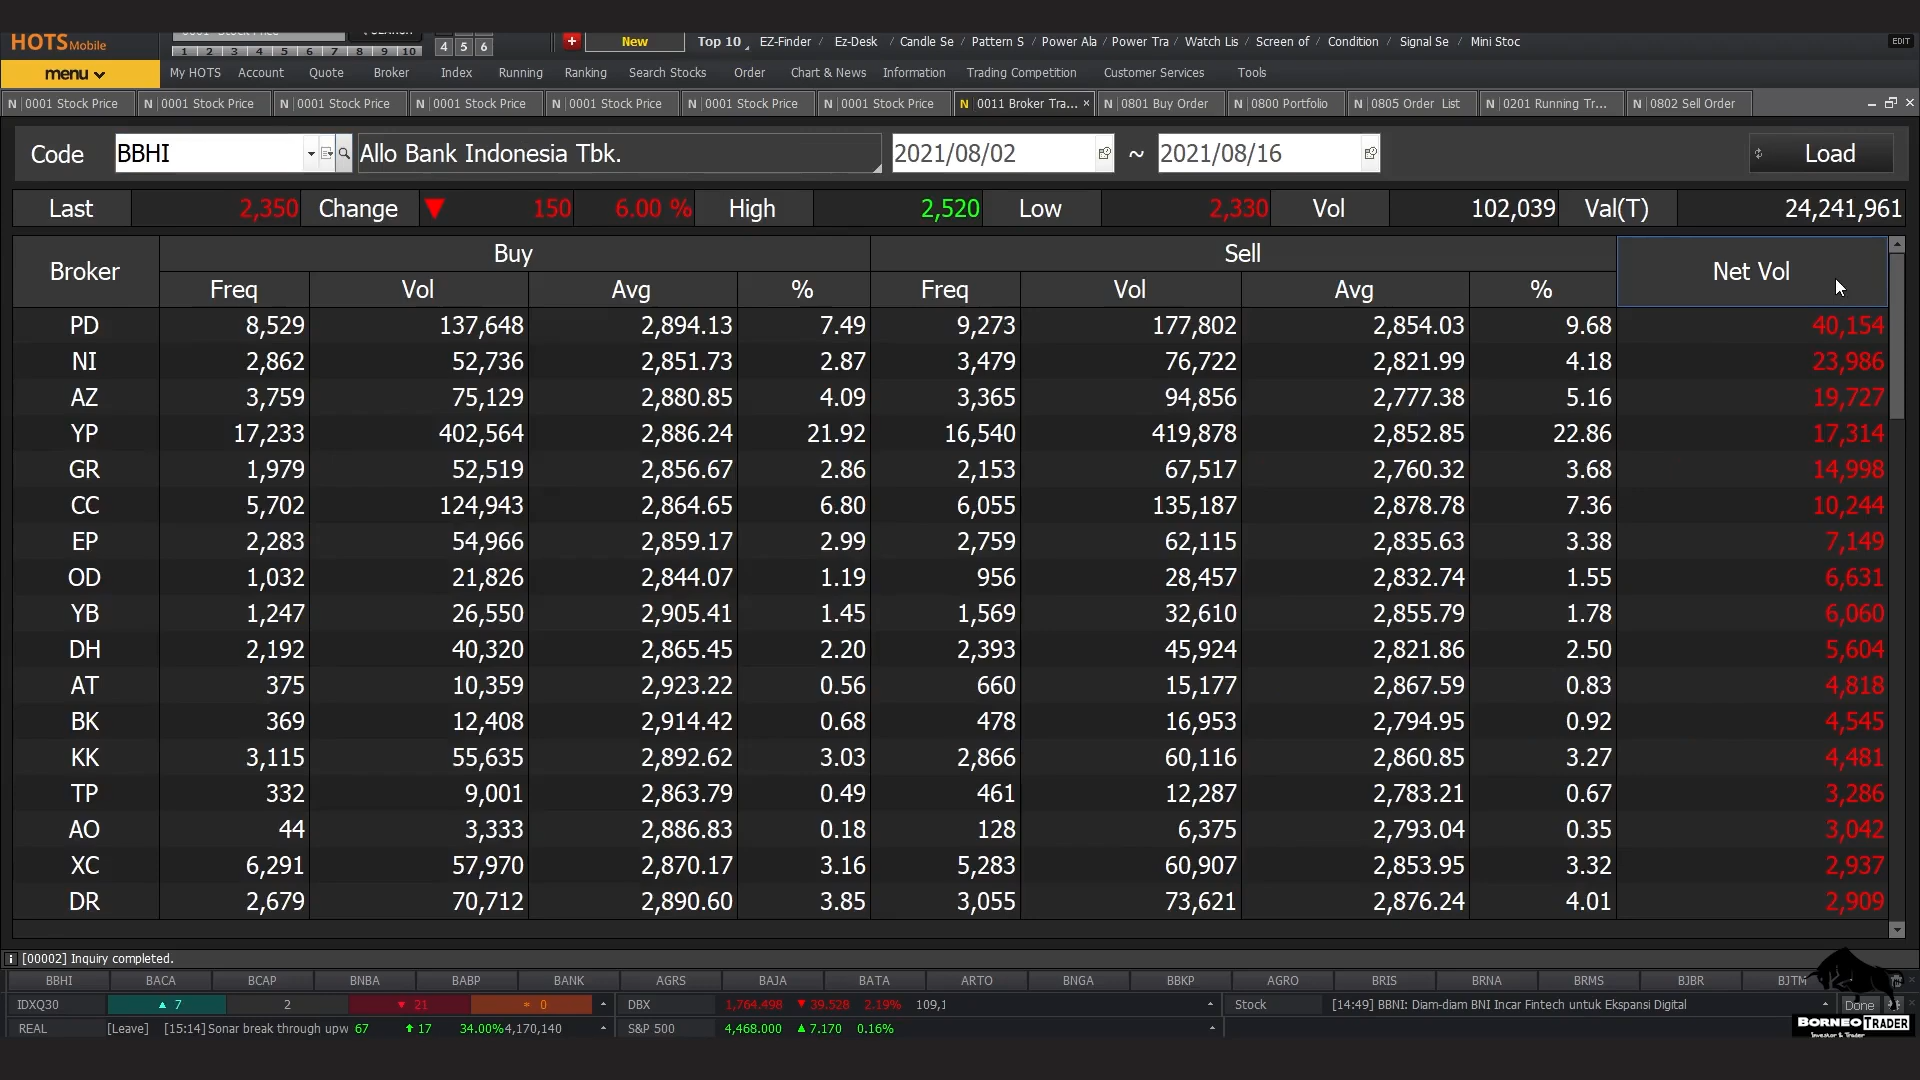 HOTS Mobile
1 2 3 4 5 6 7 8 9 10 4 5 6
+ New Top 10 EZ-Finder / Ez-Desk / Candle Se / Pattern S / Power Ala / Power Tra / Watch Lis / Screen of / Condition / Signal Se / Mini Stoc EDIT
menu My HOTS Account Quote Broker Index Running Ranking Search Stocks Order Chart & News Information Trading Competition Customer Services Tools
N 0001 Stock Price N 0001 Stock Price N 0001 Stock Price N 0001 Stock Price N 0001 Stock Price N 0001 Stock Price N 0001 Stock Price N 0011 Broker Tra... × N 0801 Buy Order N 0800 Portfolio N 0805 Order List N 0201 Running Tr... N 0802 Sell Order
Code BBHI Allo Bank Indonesia Tbk. 2021/08/02 ~ 2021/08/16 Load
Last 2,350 Change ▼ 150 6.00 % High 2,520 Low 2,330 Vol 102,039 Val(T) 24,241,961
Broker Buy Sell Net Vol
Freq Vol Avg % Freq Vol Avg %
PD 8,529 137,648 2,894.13 7.49 9,273 177,802 2,854.03 9.68 40,154
NI 2,862 52,736 2,851.73 2.87 3,479 76,722 2,821.99 4.18 23,986
AZ 3,759 75,129 2,880.85 4.09 3,365 94,856 2,777.38 5.16 19,727
YP 17,233 402,564 2,886.24 21.92 16,540 419,878 2,852.85 22.86 17,314
GR 1,979 52,519 2,856.67 2.86 2,153 67,517 2,760.32 3.68 14,998
CC 5,702 124,943 2,864.65 6.80 6,055 135,187 2,878.78 7.36 10,244
EP 2,283 54,966 2,859.17 2.99 2,759 62,115 2,835.63 3.38 7,149
OD 1,032 21,826 2,844.07 1.19 956 28,457 2,832.74 1.55 6,631
YB 1,247 26,550 2,905.41 1.45 1,569 32,610 2,855.79 1.78 6,060
DH 2,192 40,320 2,865.45 2.20 2,393 45,924 2,821.86 2.50 5,604
AT 375 10,359 2,923.22 0.56 660 15,177 2,867.59 0.83 4,818
BK 369 12,408 2,914.42 0.68 478 16,953 2,794.95 0.92 4,545
KK 3,115 55,635 2,892.62 3.03 2,866 60,116 2,860.85 3.27 4,481
TP 332 9,001 2,863.79 0.49 461 12,287 2,783.21 0.67 3,286
AO 44 3,333 2,886.83 0.18 128 6,375 2,793.04 0.35 3,042
XC 6,291 57,970 2,870.17 3.16 5,283 60,907 2,853.95 3.32 2,937
DR 2,679 70,712 2,890.60 3.85 3,055 73,621 2,876.24 4.01 2,909
i [00002] Inquiry completed.
BBHI BACA BCAP BNBA BABP BANK AGRS BAJA BATA ARTO BNGA BBKP AGRO BRIS BRNA BRMS BJBR BJTM
IDXQ30 ▲ 7 2 ▼ 21 * 0 DBX 1,764.498 ▼ 39.528 2.19% 109,1 Stock [14:49] BBNI: Diam-diam BNI Incar Fintech untuk Ekspansi Digital Done
REAL [Leave] [15:14] Sonar break through upw 67 17 34.00% 4,170,140 S&P 500 4,468.000 ▲ 7.170 0.16%
BORNEO TRADER
Investor & Trader